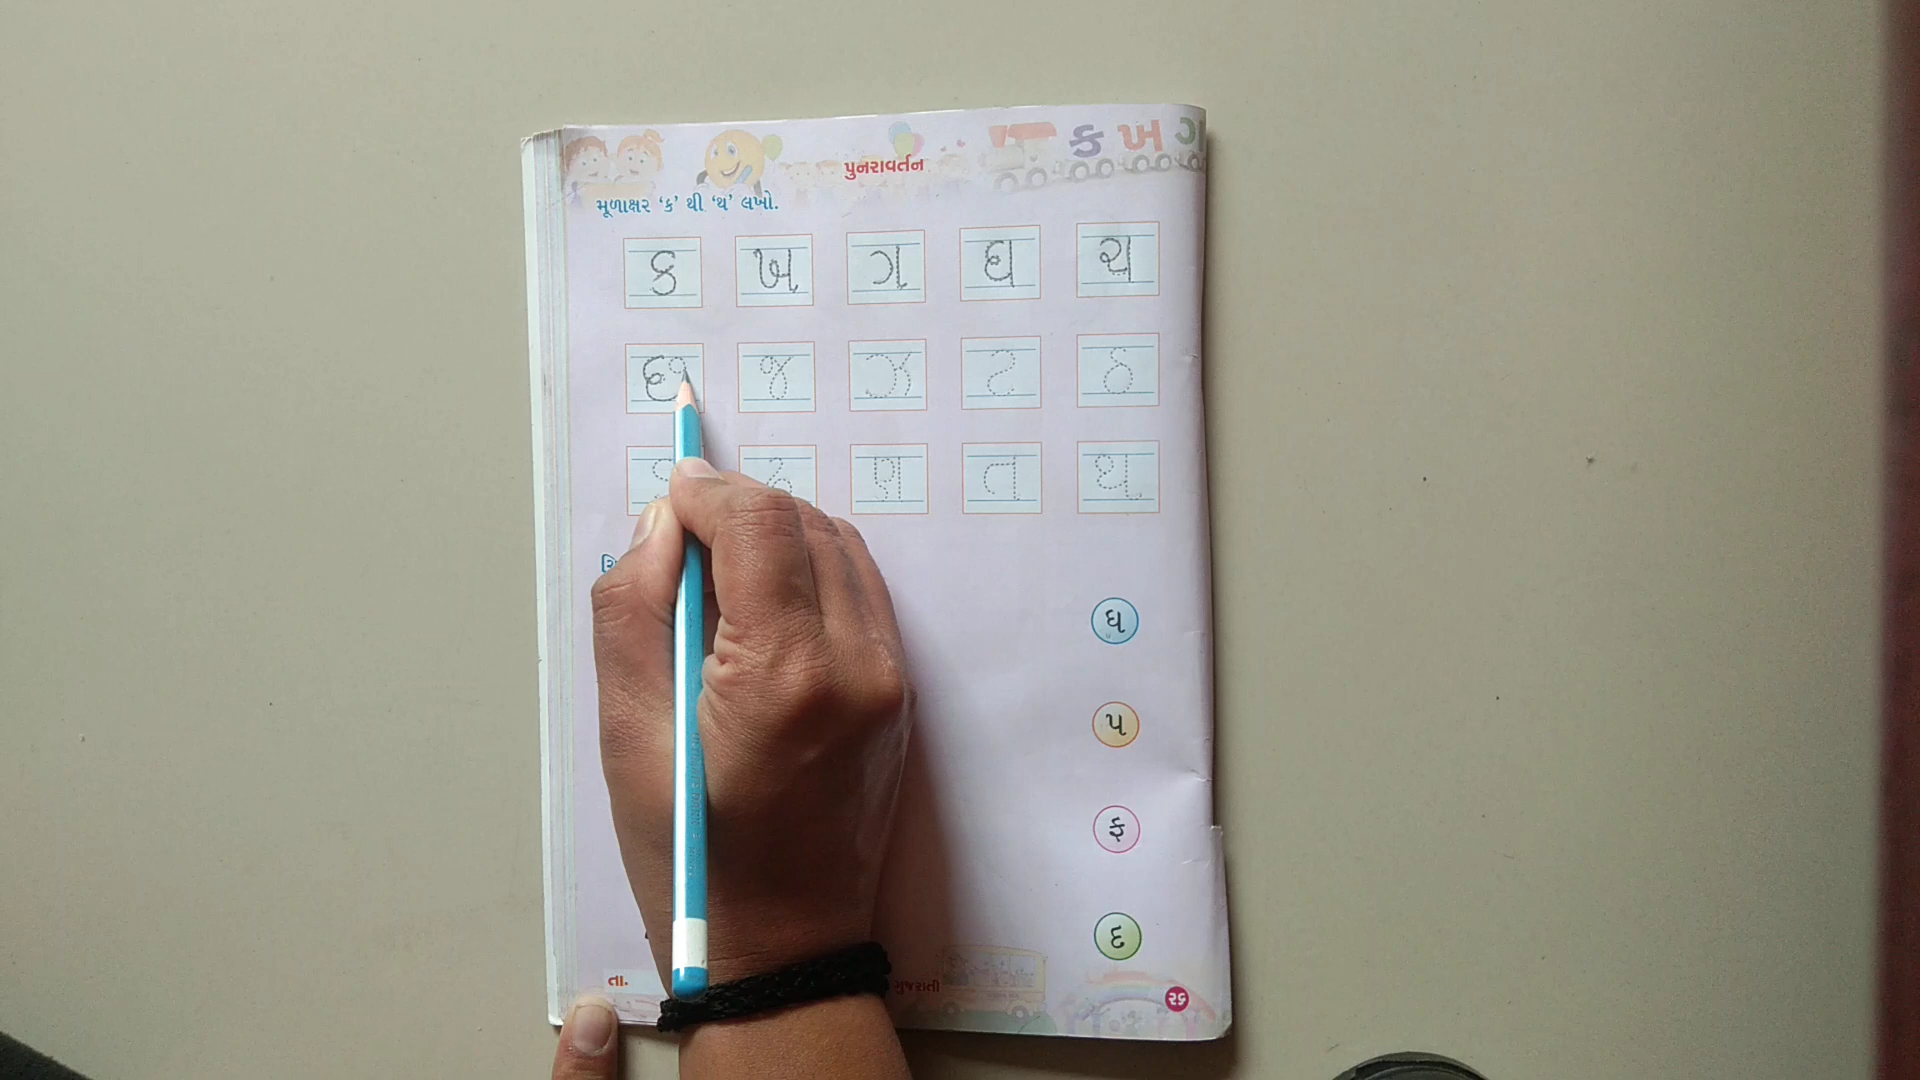 ક ખ ગ
પુનરાવર્તન
મૂળાક્ષર ‘ક’ થી ‘થ’ લખો.
ક ખ ગ ઘ ચ
છ જ ઝ ટ ઠ
ઢ ણ ત થ
ઘ
પ
ફ
દ
તા.
ગુજરાતી
૨૬